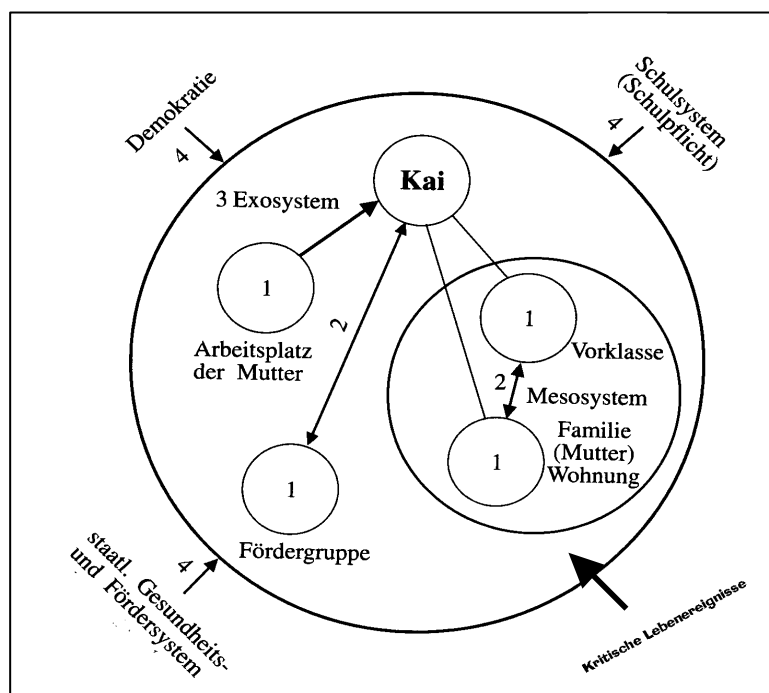 Demokratie
4
Schulsystem
(Schulpflicht)
4
Kai
3 Exosystem
1
Arbeitsplatz
der Mutter
2
1
Vorklasse
2
Mesosystem
1
Familie
(Mutter)
Wohnung
1
Fördergruppe
4
staatl. Gesundheits-
und Fördersystem
Kritische Lebenereignisse